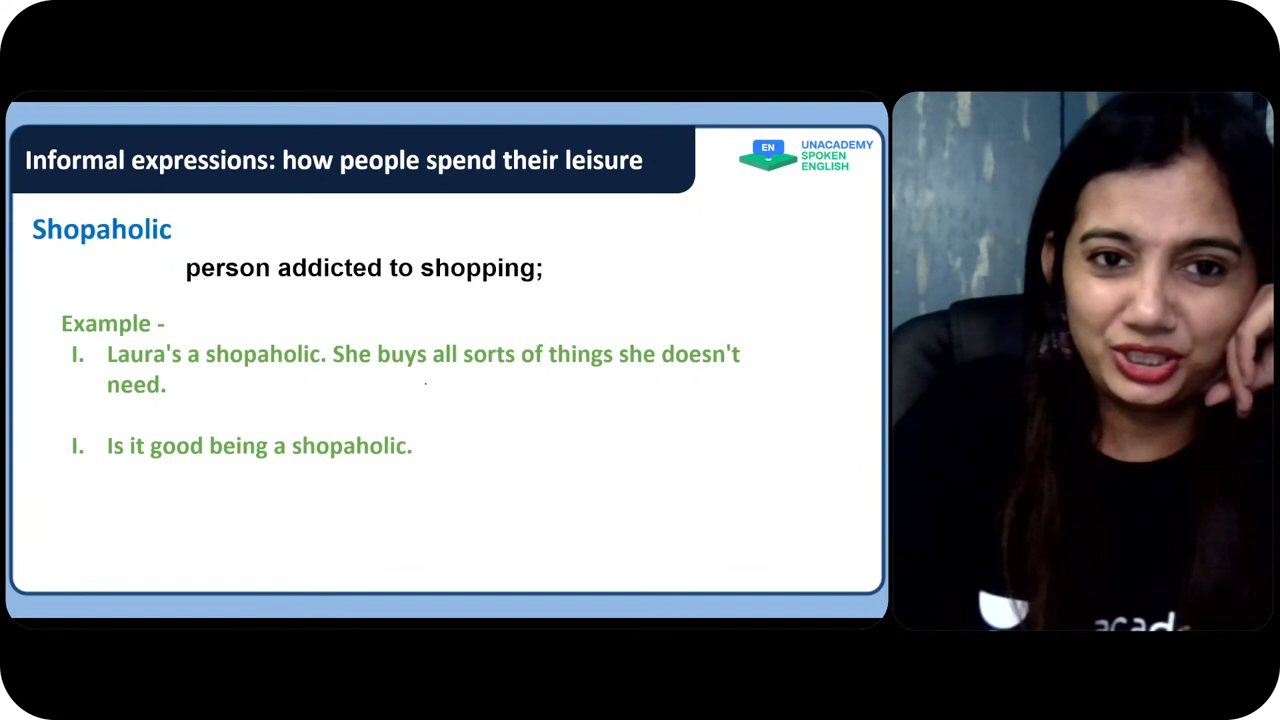 Informal expressions: how people spend their leisure
EN
UNACADEMY
SPOKEN
ENGLISH
Shopaholic
person addicted to shopping;
Example -
I. Laura's a shopaholic. She buys all sorts of things she doesn't
need.
I. Is it good being a shopaholic.